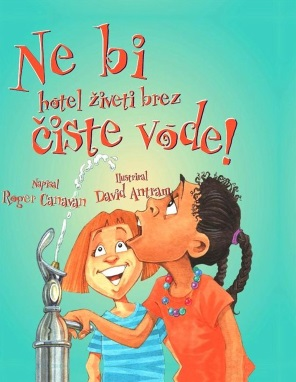 Ne bi
hotel živeti brez
čiste vode!
Napisal
Roger Canavan
Ilustriral
David Antram